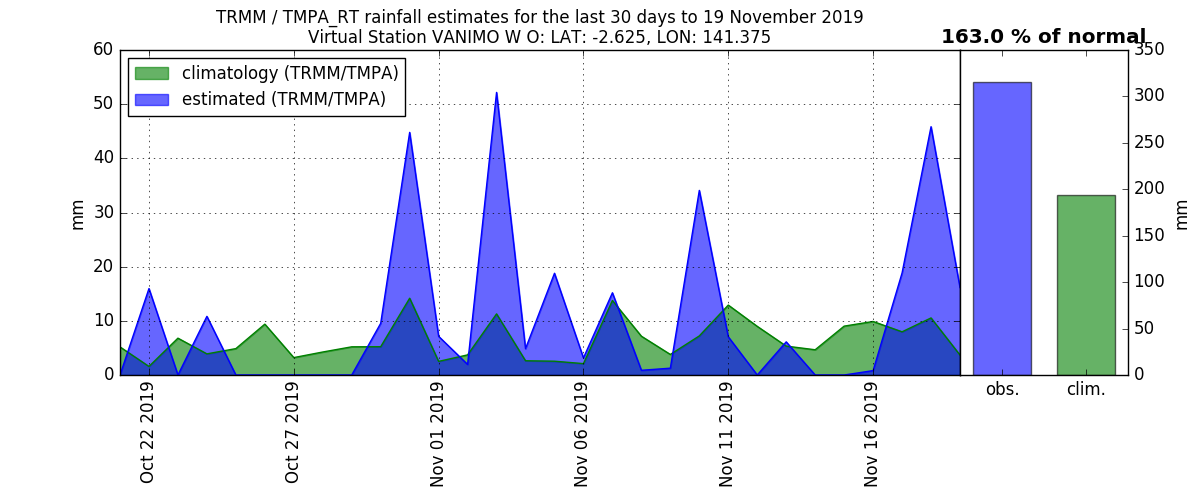 TRMM / TMPA_RT rainfall estimates for the last 30 days to 19 November 2019
Virtual Station VANIMO W O: LAT: -2.625, LON: 141.375
163.0 % of normal
climatology (TRMM/TMPA)
estimated (TRMM/TMPA)
60
50
40
30
20
10
0
mm
Oct 22 2019
Oct 27 2019
Nov 01 2019
Nov 06 2019
Nov 11 2019
Nov 16 2019
obs.
clim.
350
300
250
200
150
100
50
0
mm